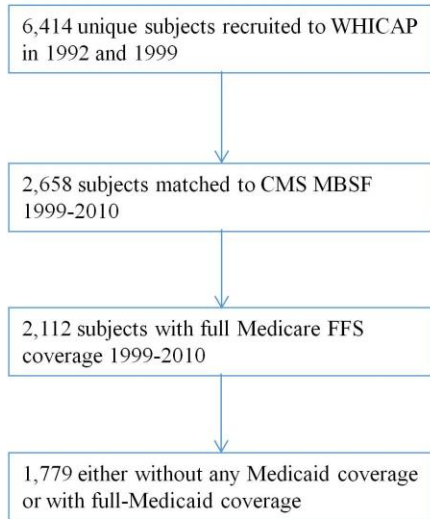 6,414 unique subjects recruited to WHICAP
in 1992 and 1999
2,658 subjects matched to CMS MBSF
1999-2010
2,112 subjects with full Medicare FFS
coverage 1999-2010
1,779 either without any Medicaid coverage
or with full-Medicaid coverage